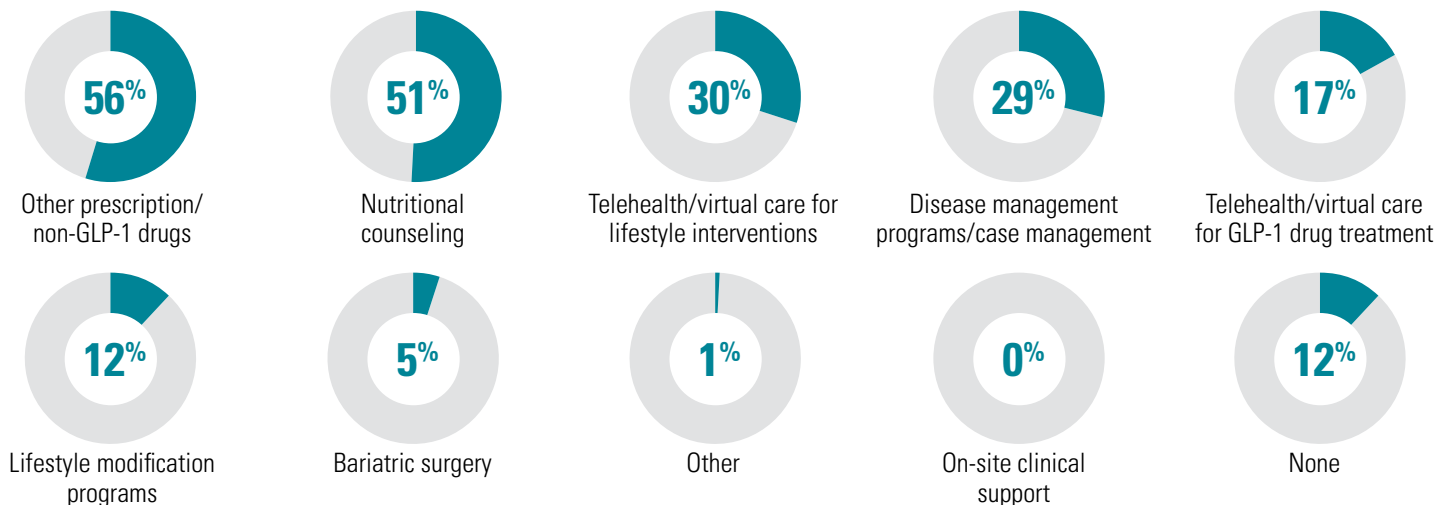 56%
51%
30%
29%
17%
Other prescription/
non-GLP-1 drugs
Nutritional
counseling
Telehealth/virtual care for
lifestyle interventions
Disease management
programs/case management
Telehealth/virtual care
for GLP-1 drug treatment
12%
5%
1%
0%
12%
Lifestyle modification
programs
Bariatric surgery
Other
On-site clinical
support
None